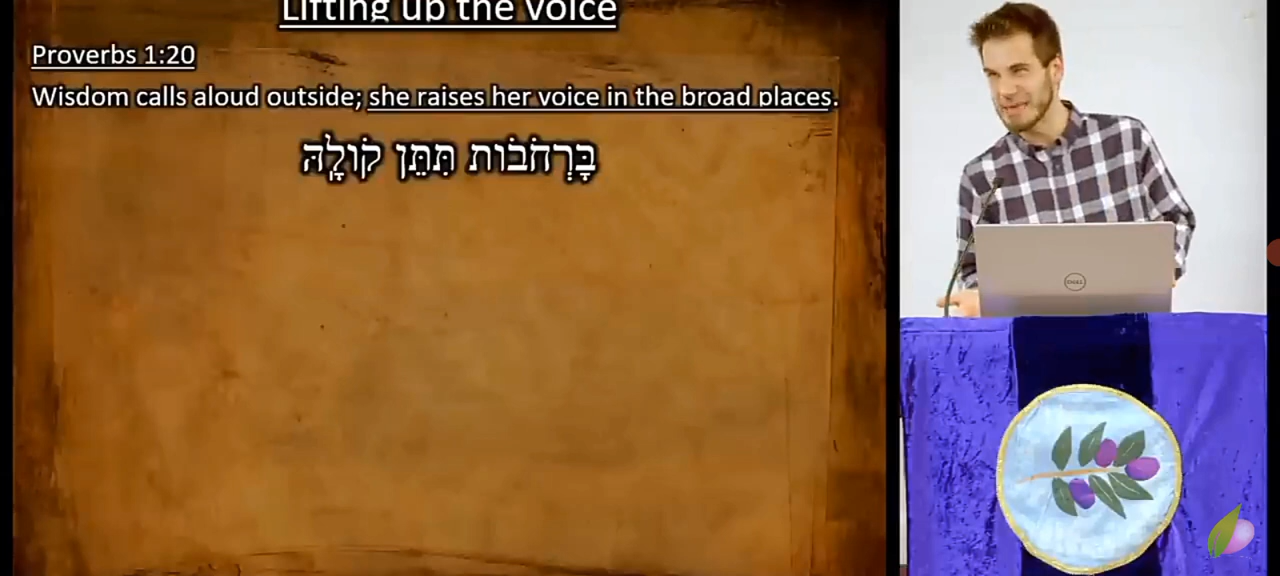 Lifting up the voice
Proverbs 1:20
Wisdom calls aloud outside; she raises her voice in the broad places.
בָּרְחֹבוֹת תִּתֵּן קוֹלָֽהּ
DELL